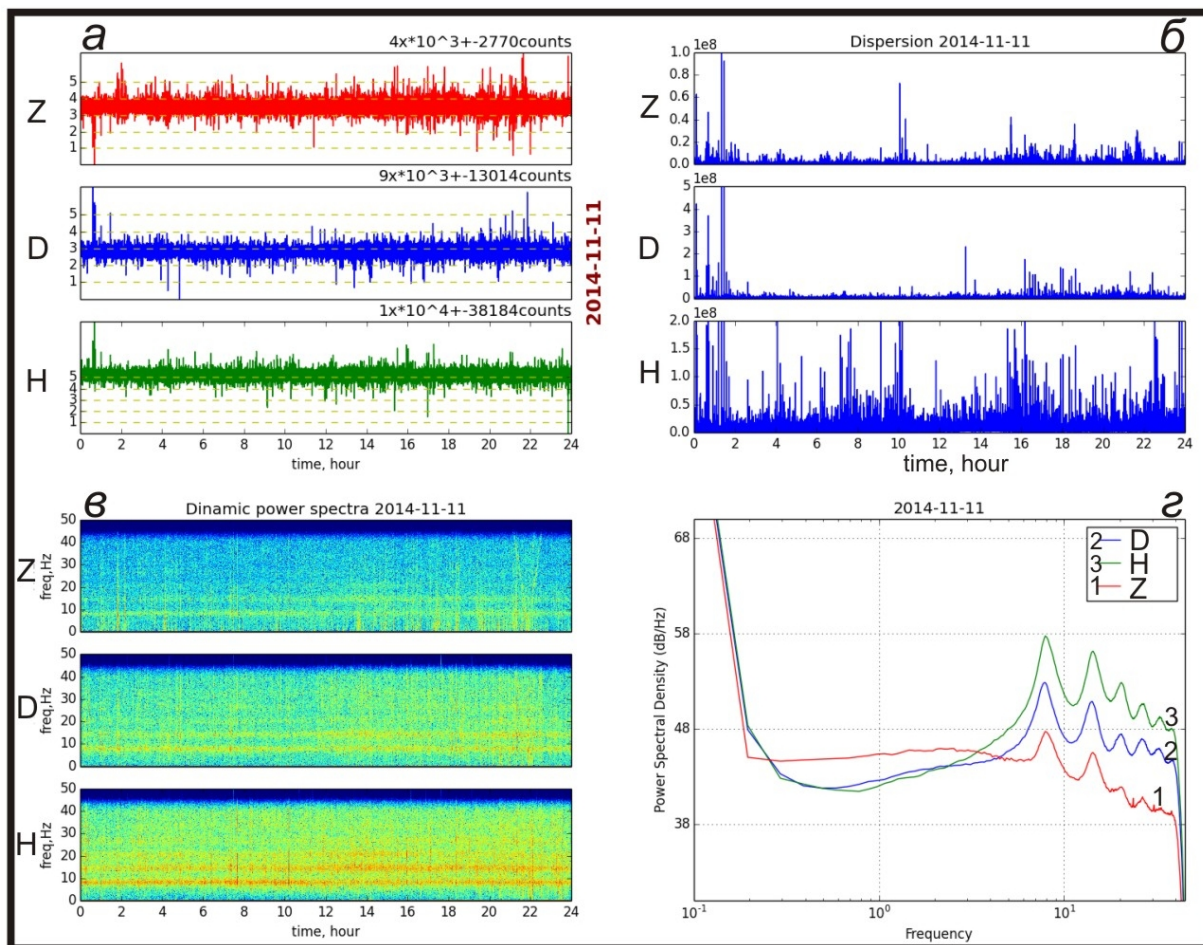 а
4x*10^3+-2770counts
Z
5
4
3
2
1
9x*10^3+-13014counts
D
5
4
3
2
1
2014-11-11
1x*10^4+-38184counts
H
5
4
3
2
1
0 2 4 6 8 10 12 14 16 18 20 22 24
time, hour
б
Dispersion 2014-11-11
Z
1.0 1e8
0.8
0.6
0.4
0.2
0.0
D
5 1e8
4
3
2
1
0
H
2.0 1e8
1.5
1.0
0.5
0.0
0 2 4 6 8 10 12 14 16 18 20 22 24
time, hour
в
Dinamic power spectra 2014-11-11
Z
freq,Hz
50
40
30
20
10
0
D
freq,Hz
50
40
30
20
10
0
H
freq,Hz
50
40
30
20
10
0
0 2 4 6 8 10 12 14 16 18 20 22 24
time, hour
г
2014-11-11
2 D
3 H
1 Z
Power Spectral Density (dB/Hz)
68
58
48
38
3
2
1
10^-1 10^0 10^1
Frequency